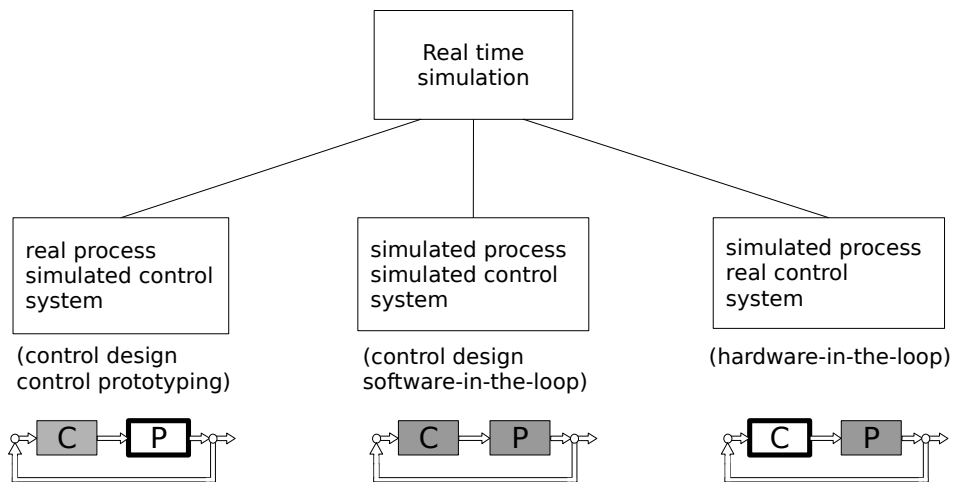 Real time
simulation
real process
simulated control
system
simulated process
simulated control
system
simulated process
real control
system
(control design
control prototyping)
(control design
software-in-the-loop)
(hardware-in-the-loop)
C P
C P
C P